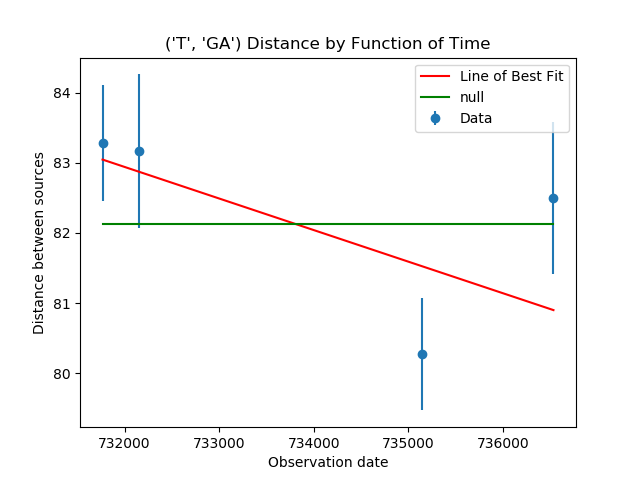 ('T', 'GA') Distance by Function of Time
Line of Best Fit
null
Data
84
83
82
81
80
Distance between sources
732000 733000 734000 735000 736000
Observation date